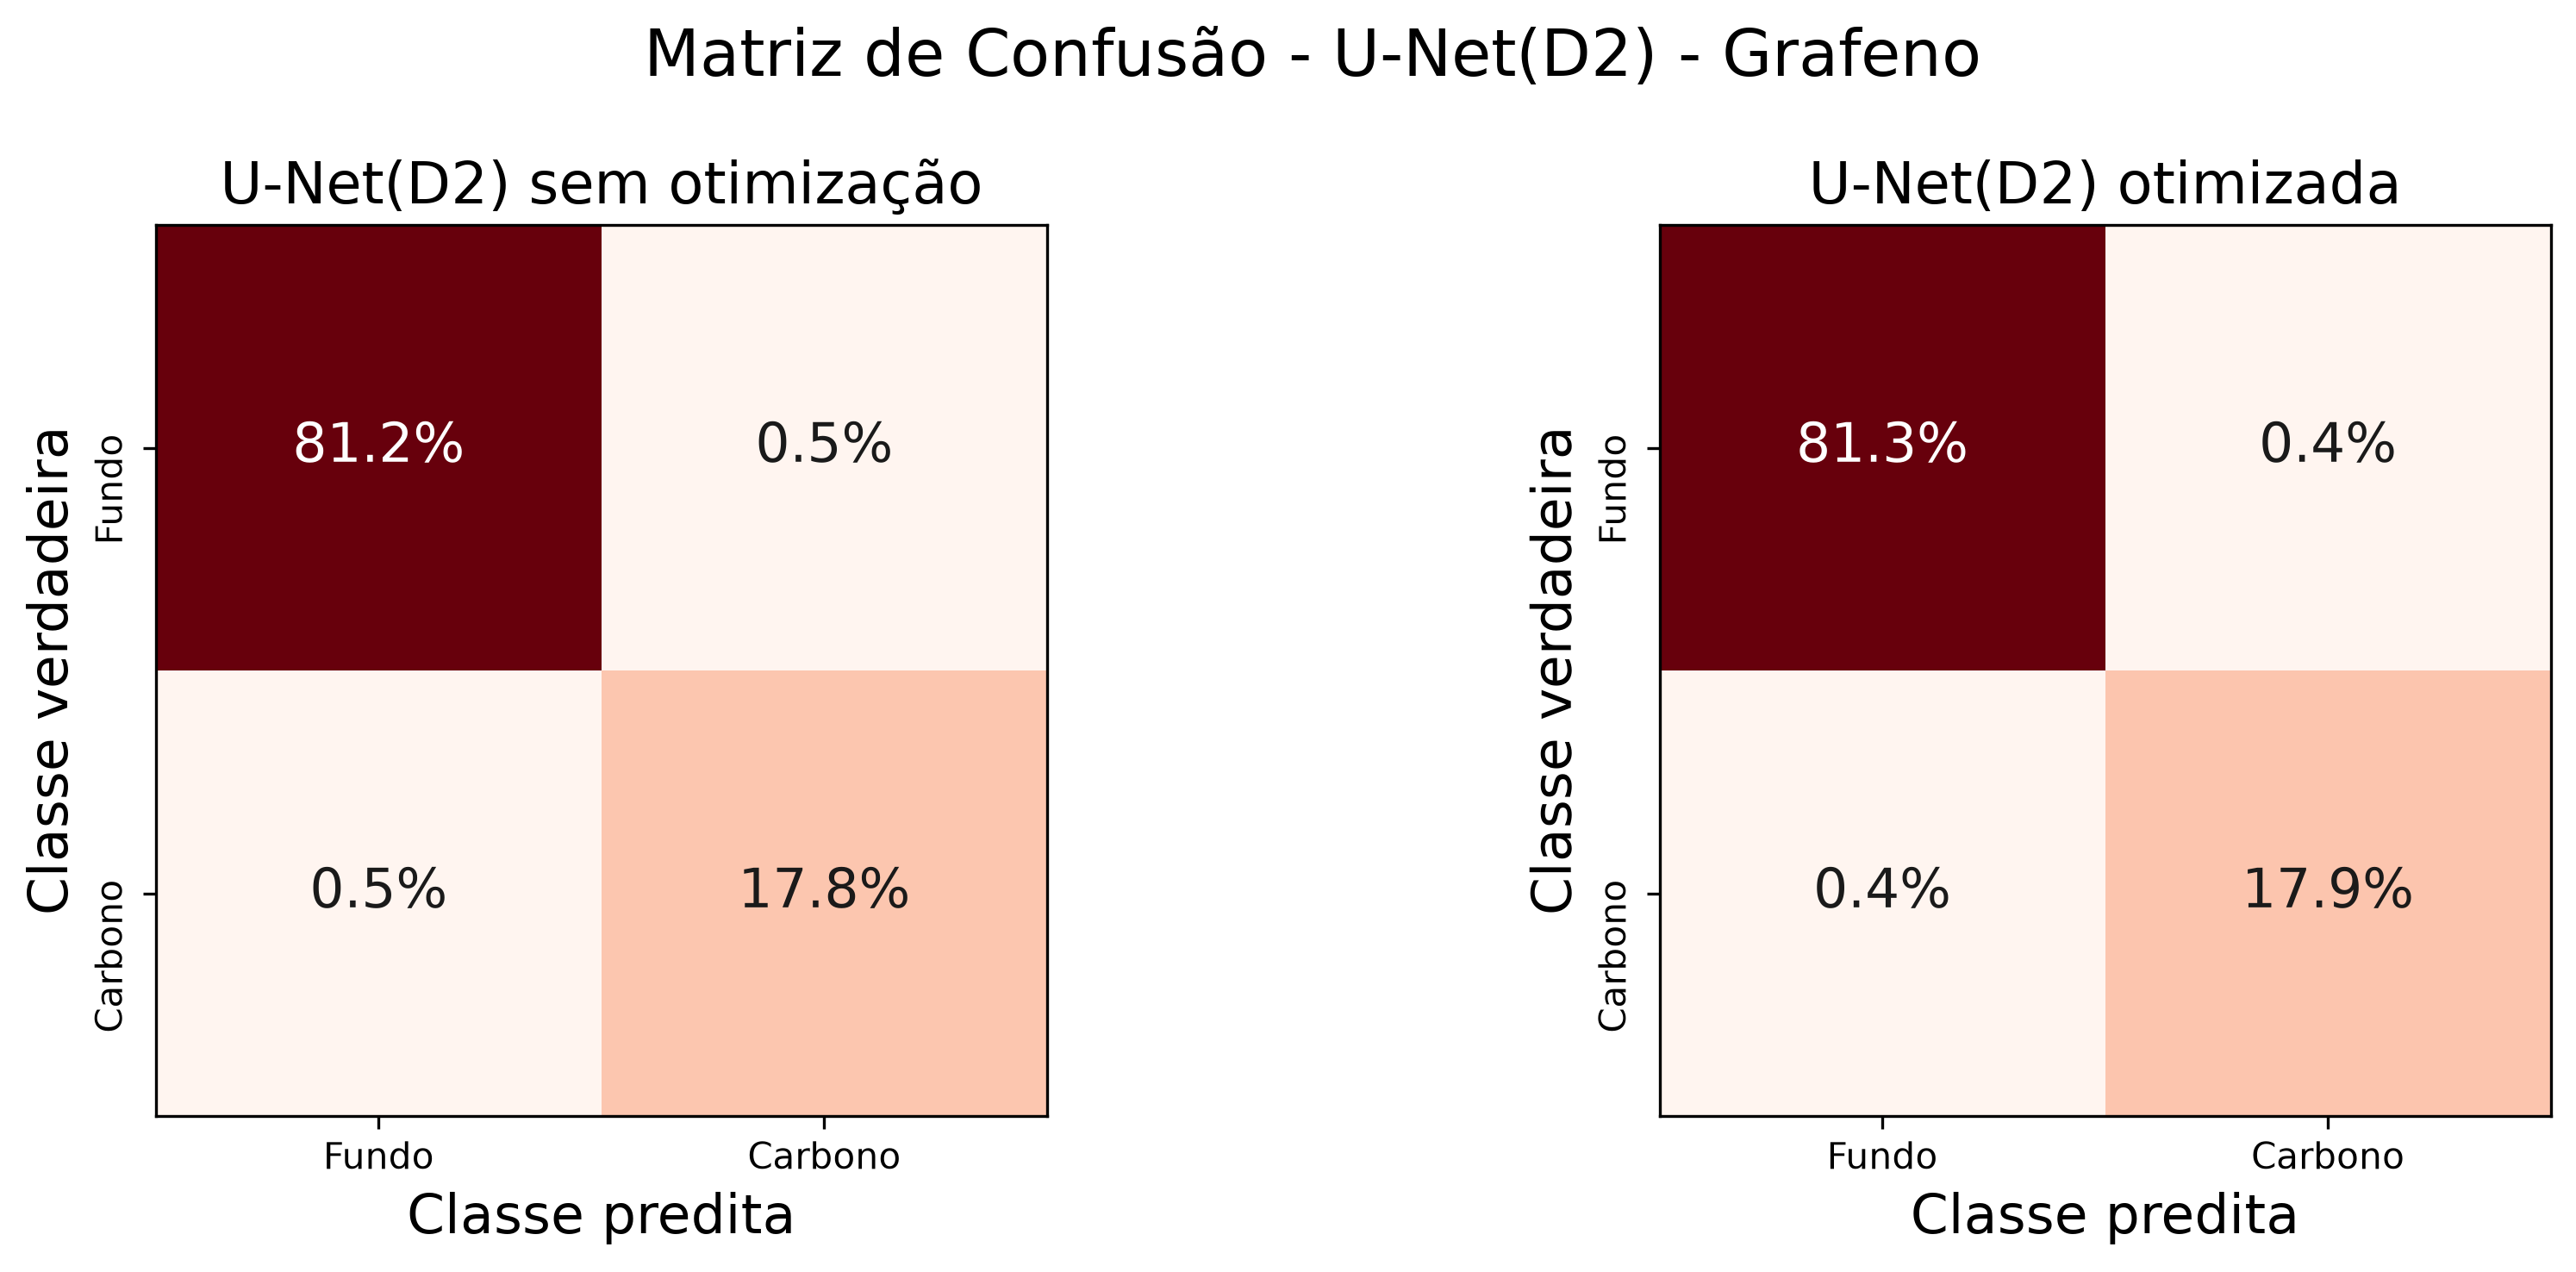 Matriz de Confusão - U-Net(D2) - Grafeno
U-Net(D2) sem otimização
Classe verdadeira
Fundo
81.2%
0.5%
Carbono
0.5%
17.8%
Fundo
Carbono
Classe predita
U-Net(D2) otimizada
Classe verdadeira
Fundo
81.3%
0.4%
Carbono
0.4%
17.9%
Fundo
Carbono
Classe predita